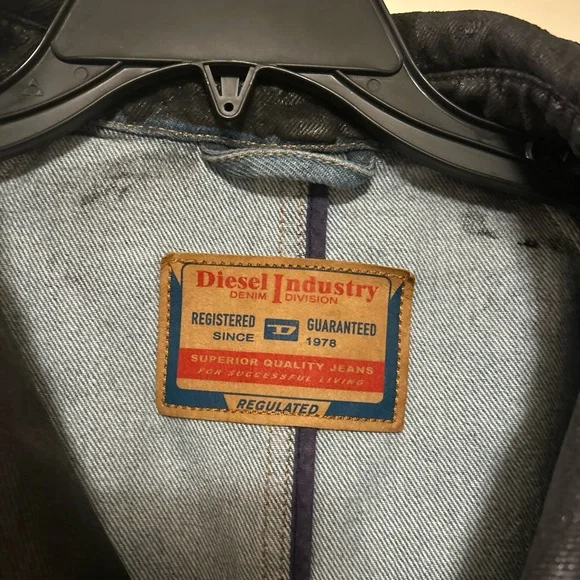 Diesel Industry
DENIM DIVISION
REGISTERED D GUARANTEED
SINCE 1978
SUPERIOR QUALITY JEANS
FOR SUCCESSFUL LIVING
REGULATED